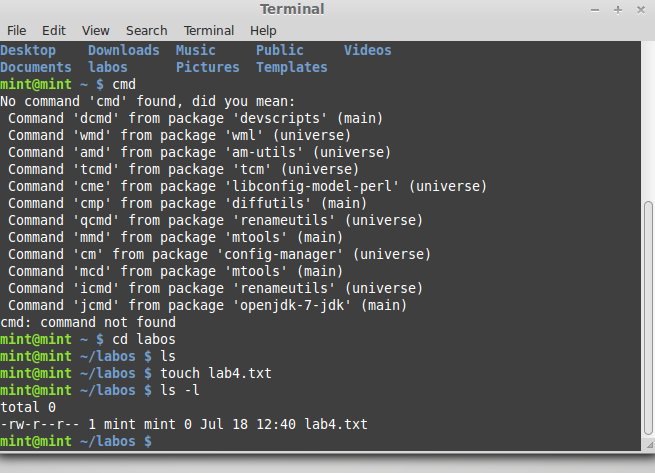 Terminal
File Edit View Search Terminal Help
Desktop Downloads Music Public Videos
Documents labos Pictures Templates
mint@mint ~ $ cmd
No command 'cmd' found, did you mean:
Command 'dcmd' from package 'devscripts' (main)
Command 'wmd' from package 'wml' (universe)
Command 'amd' from package 'am-utils' (universe)
Command 'tcmd' from package 'tcm' (universe)
Command 'cme' from package 'libconfig-model-perl' (universe)
Command 'cmp' from package 'diffutils' (main)
Command 'qcmd' from package 'renameutils' (universe)
Command 'mmd' from package 'mtools' (main)
Command 'cm' from package 'config-manager' (universe)
Command 'mcd' from package 'mtools' (main)
Command 'icmd' from package 'renameutils' (universe)
Command 'jcmd' from package 'openjdk-7-jdk' (main)
cmd: command not found
mint@mint ~ $ cd labos
mint@mint ~/labos $ ls
mint@mint ~/labos $ touch lab4.txt
mint@mint ~/labos $ ls -l
total 0
-rw-r--r-- 1 mint mint 0 Jul 18 12:40 lab4.txt
mint@mint ~/labos $